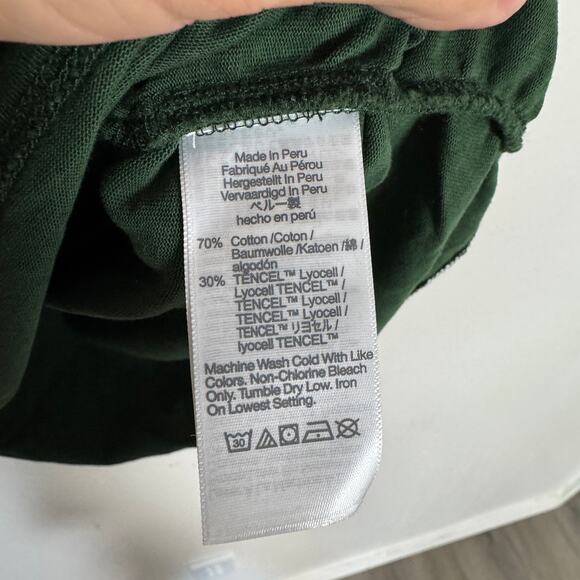 Made In Peru
Fabriqué Au Pérou
Hergestellt In Peru
Vervaardigd In Peru
ペルー製
hecho en perú
70% Cotton /Coton /
Baumwolle /Katoen /綿 /
algodón
30% TENCEL™ Lyocell /
Lyocell TENCEL™ /
TENCEL™ Lyocell /
TENCEL™ Lyocell /
TENCEL™ リヨセル /
lyocell TENCEL™
Machine Wash Cold With Like
Colors. Non-Chlorine Bleach
Only. Tumble Dry Low. Iron
On Lowest Setting.
30